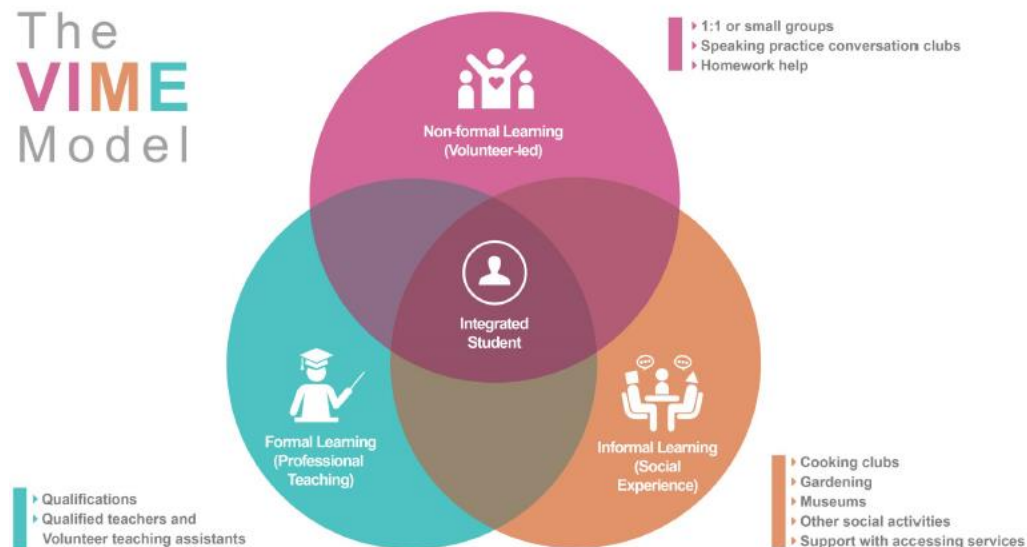 The
VIME
Model
1:1 or small groups
Speaking practice conversation clubs
Homework help
Non-formal Learning
(Volunteer-led)
Integrated
Student
Formal Learning
(Professional
Teaching)
Informal Learning
(Social
Experience)
Qualifications
Qualified teachers and
Volunteer teaching assistants
Cooking clubs
Gardening
Museums
Other social activities
Support with accessing services